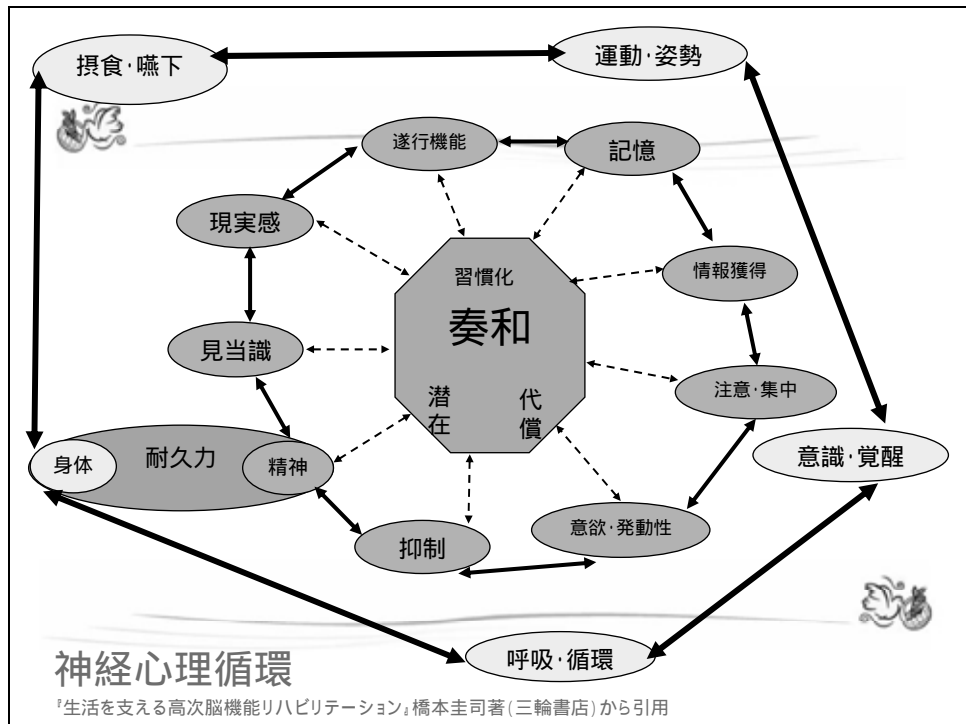 摂食・嚥下
運動・姿勢
遂行機能
記憶
現実感
情報獲得
習慣化
奏和
見当識
潜在
代償
注意・集中
身体
耐久力
精神
意識・覚醒
抑制
意欲・発動性
呼吸・循環
神経心理循環
『生活を支える高次脳機能リハビリテーション』橋本圭司著(三輪書店)から引用